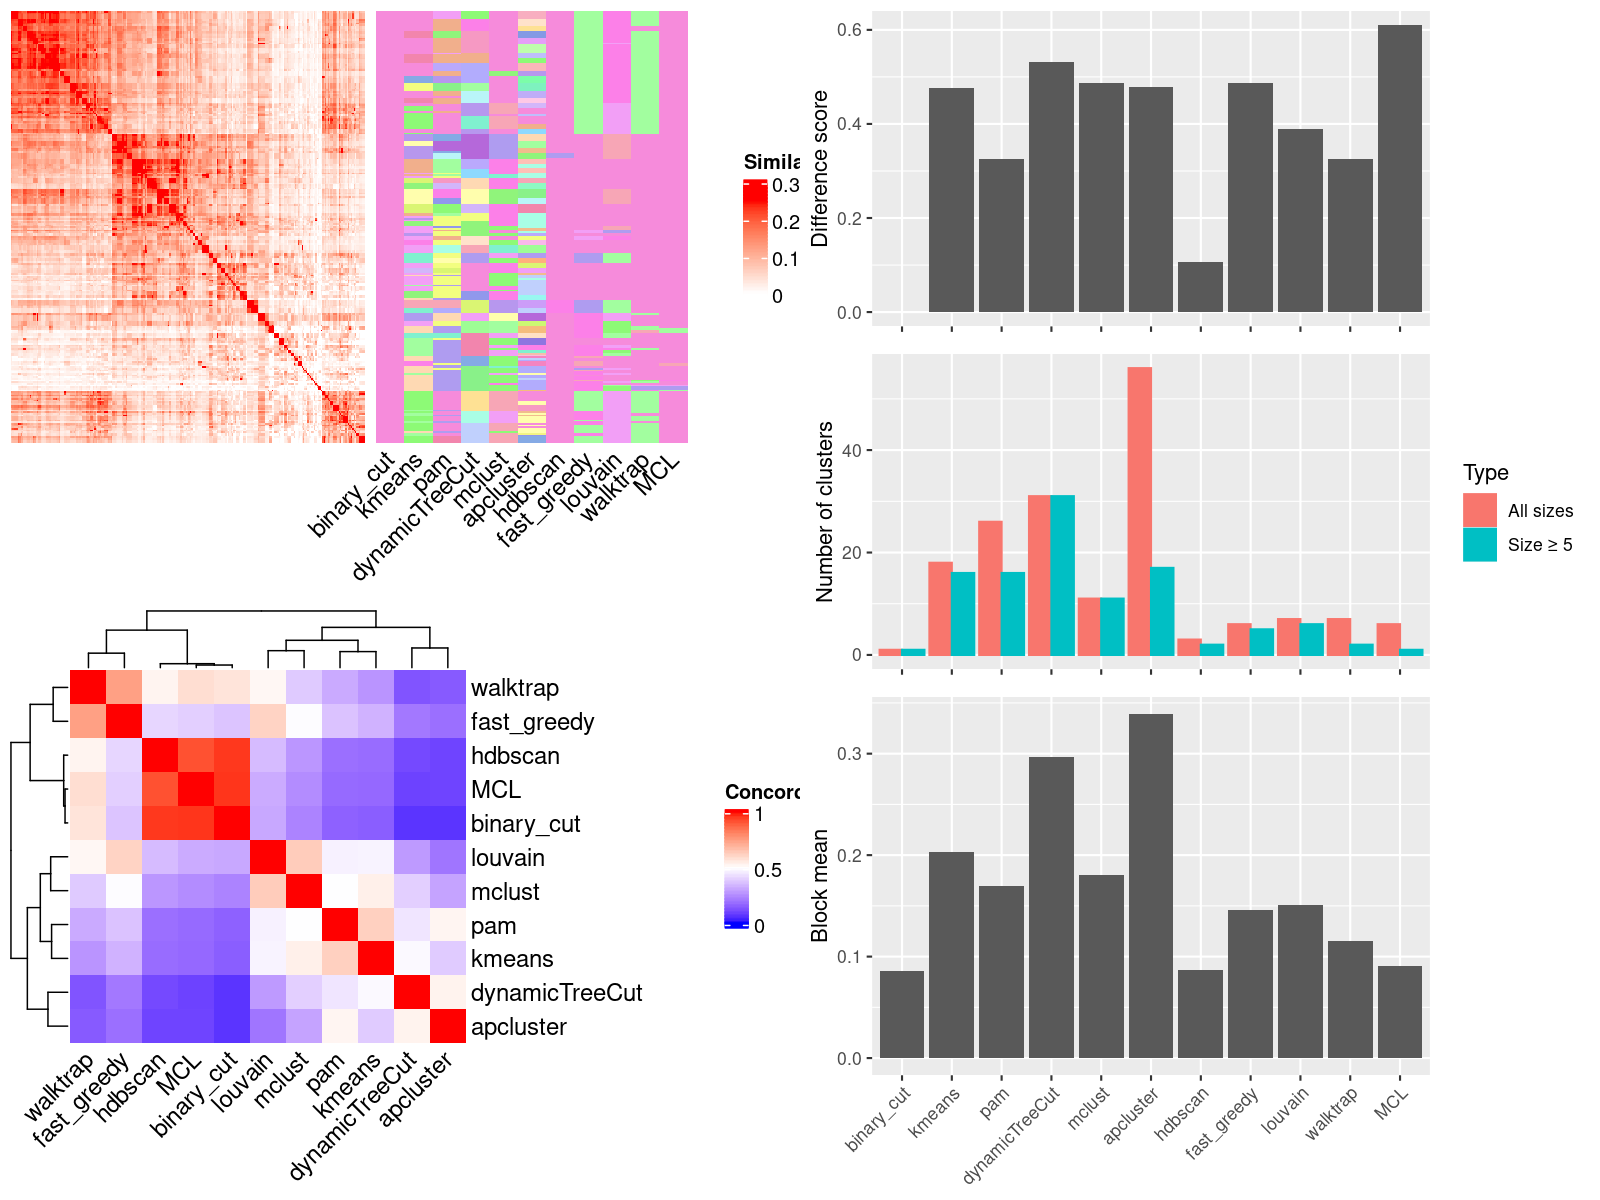 Simila
0.3
0.2
0.1
0
binary_cut
kmeans
pam
dynamicTreeCut
mclust
apcluster
hdbscan
fast_greedy
louvain
walktrap
MCL
Difference score
0.6
0.4
0.2
0.0
Number of clusters
40
20
0
Type
All sizes
Size ≥ 5
walktrap
fast_greedy
hdbscan
MCL
binary_cut
louvain
mclust
pam
kmeans
dynamicTreeCut
apcluster
walktrap
fast_greedy
hdbscan
MCL
binary_cut
louvain
mclust
pam
kmeans
dynamicTreeCut
apcluster
Concord
1
0.5
0
Block mean
0.3
0.2
0.1
0.0
binary_cut
kmeans
pam
dynamicTreeCut
mclust
apcluster
hdbscan
fast_greedy
louvain
walktrap
MCL